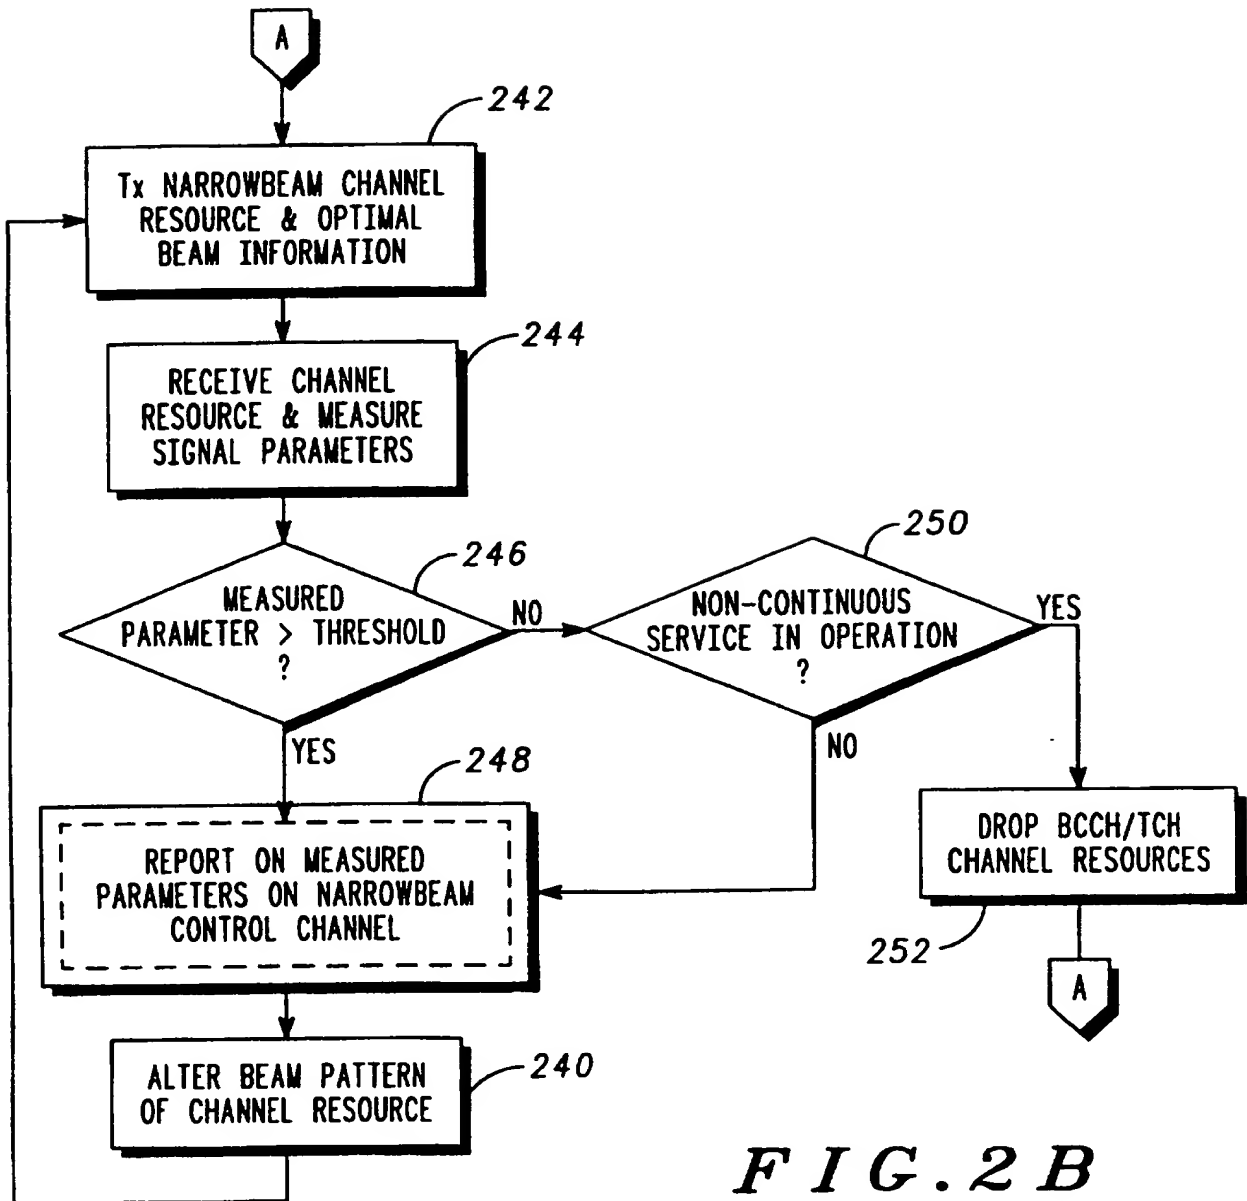 A
242
Tx NARROWBEAM CHANNEL
RESOURCE & OPTIMAL
BEAM INFORMATION
244
RECEIVE CHANNEL
RESOURCE & MEASURE
SIGNAL PARAMETERS
246
MEASURED
PARAMETER > THRESHOLD
?
NO
250
NON-CONTINUOUS
SERVICE IN OPERATION
?
YES
YES
NO
248
REPORT ON MEASURED
PARAMETERS ON NARROWBEAM
CONTROL CHANNEL
DROP BCCH/TCH
CHANNEL RESOURCES
252
A
240
ALTER BEAM PATTERN
OF CHANNEL RESOURCE
FIG.2B